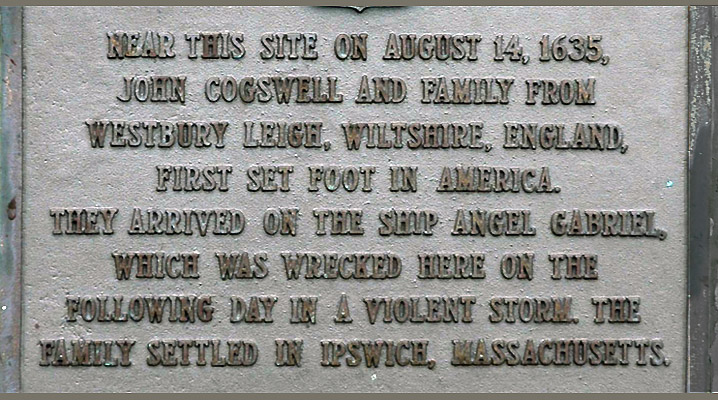 NEAR THIS SITE ON AUGUST 14, 1635,
JOHN COGSWELL AND FAMILY FROM
WESTBURY LEIGH, WILTSHIRE, ENGLAND,
FIRST SET FOOT IN AMERICA.
THEY ARRIVED ON THE SHIP ANGEL GABRIEL,
WHICH WAS WRECKED HERE ON THE
FOLLOWING DAY IN A VIOLENT STORM. THE
FAMILY SETTLED IN IPSWICH, MASSACHUSETTS.